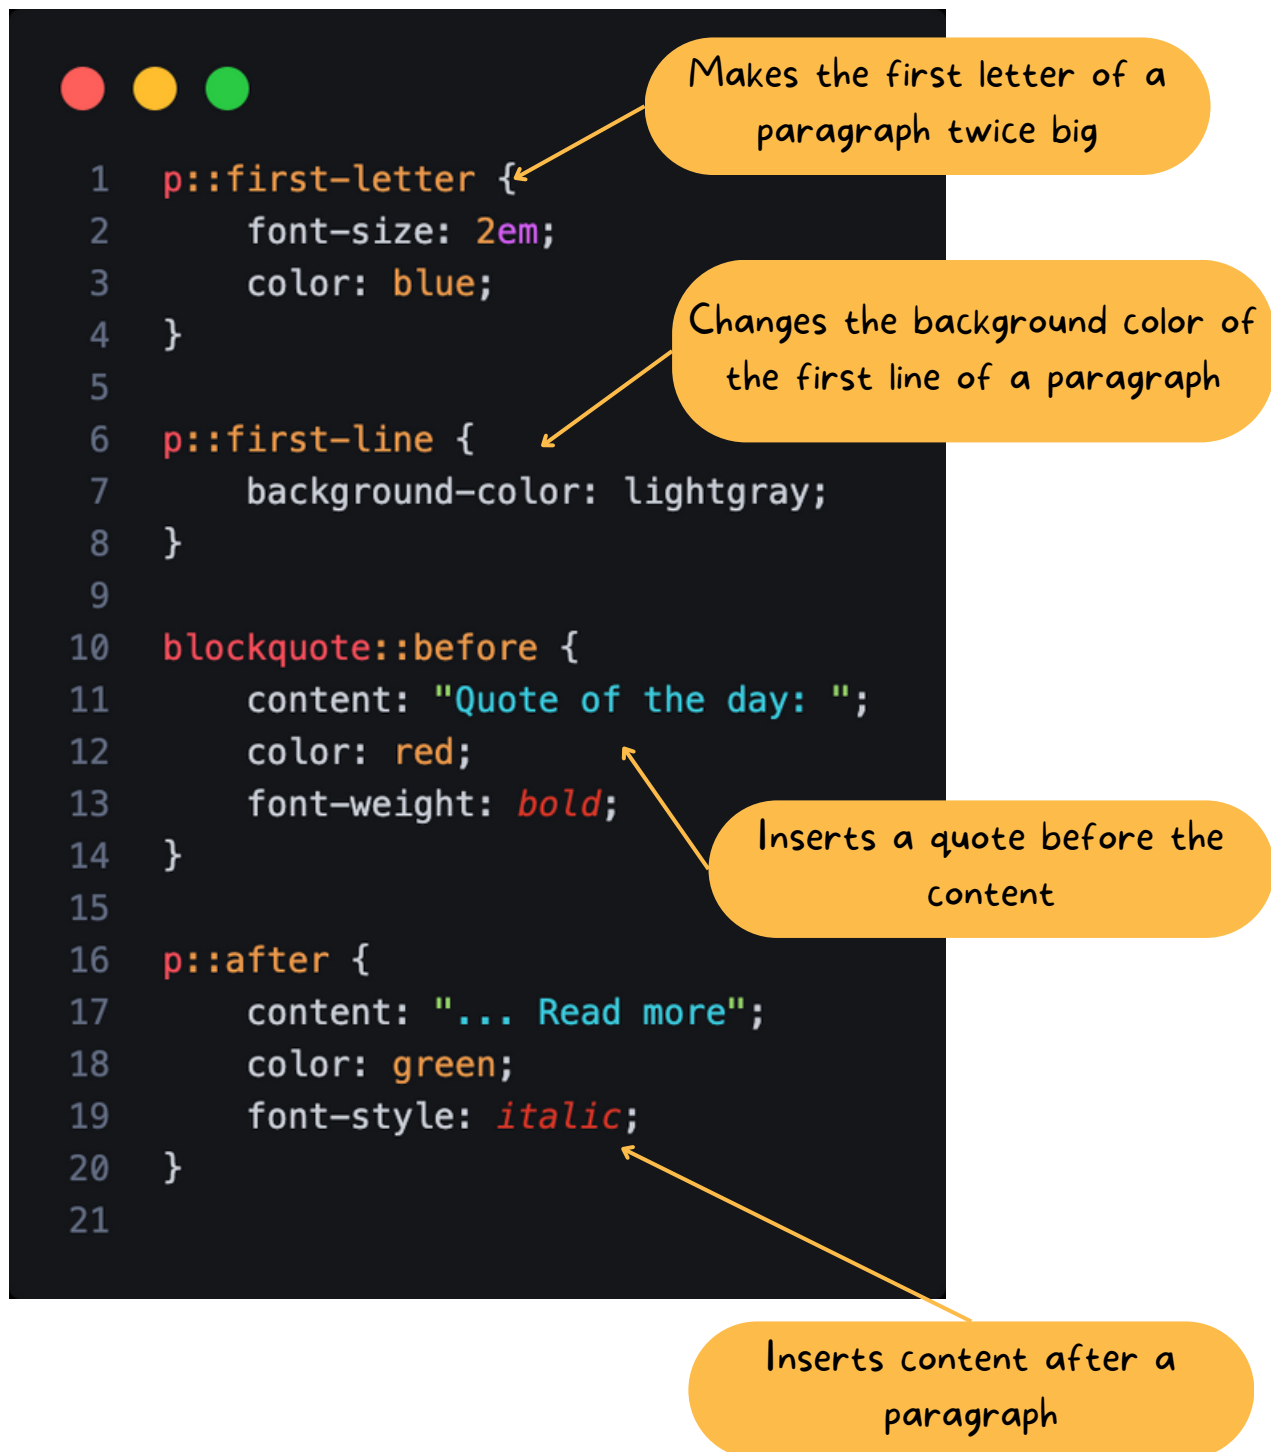 Makes the first letter of a
paragraph twice big
1 p::first-letter {
2 font-size: 2em;
3 color: blue;
4 }
5
Changes the background color of
the first line of a paragraph
6 p::first-line {
7 background-color: lightgray;
8 }
9
10 blockquote::before {
11 content: "Quote of the day: ";
12 color: red;
13 font-weight: bold;
14 }
15
Inserts a quote before the
content
16 p::after {
17 content: "... Read more";
18 color: green;
19 font-style: italic;
20 }
21
Inserts content after a
paragraph